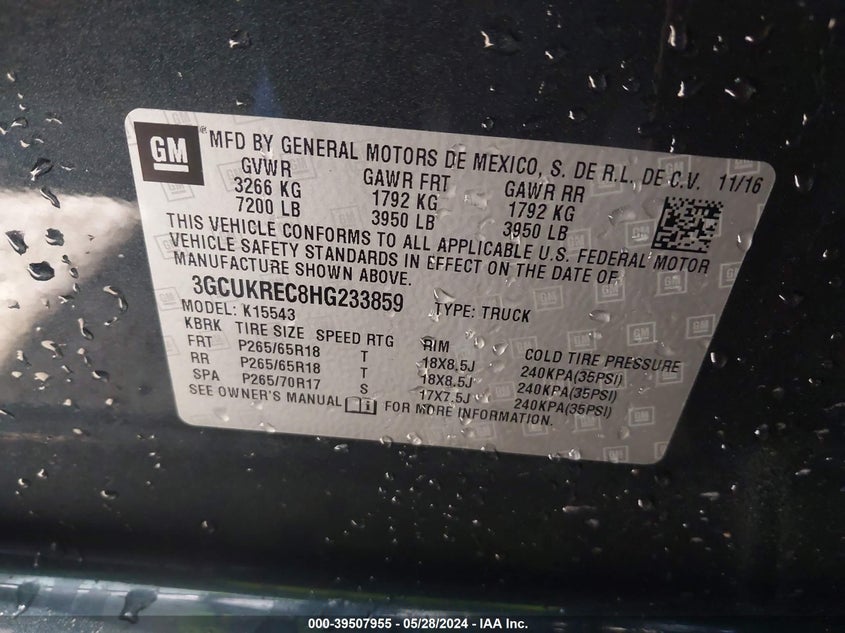 GM® MFD BY GENERAL MOTORS DE MEXICO, S. DE R.L. DE C.V. 11/16
GVWR GAWR FRT GAWR RR
3266 KG 1792 KG 1792 KG
7200 LB 3950 LB 3950 LB
THIS VEHICLE CONFORMS TO ALL APPLICABLE U.S. FEDERAL MOTOR
VEHICLE SAFETY STANDARDS IN EFFECT ON THE DATE OF
MANUFACTURE SHOWN ABOVE.
3GCUKREC8HG233859 TYPE: TRUCK
MODEL: K15543
KBRK TIRE SIZE SPEED RTG RIM COLD TIRE PRESSURE
FRT P265/65R18 T 18X8.5J 240KPA(35PSI)
RR P265/65R18 T 18X8.5J 240KPA(35PSI)
SPA P265/70R17 S 17X7.5J 240KPA(35PSI)
SEE OWNER'S MANUAL FOR MORE INFORMATION.
000-39507955 - 05/28/2024 - IAA Inc.